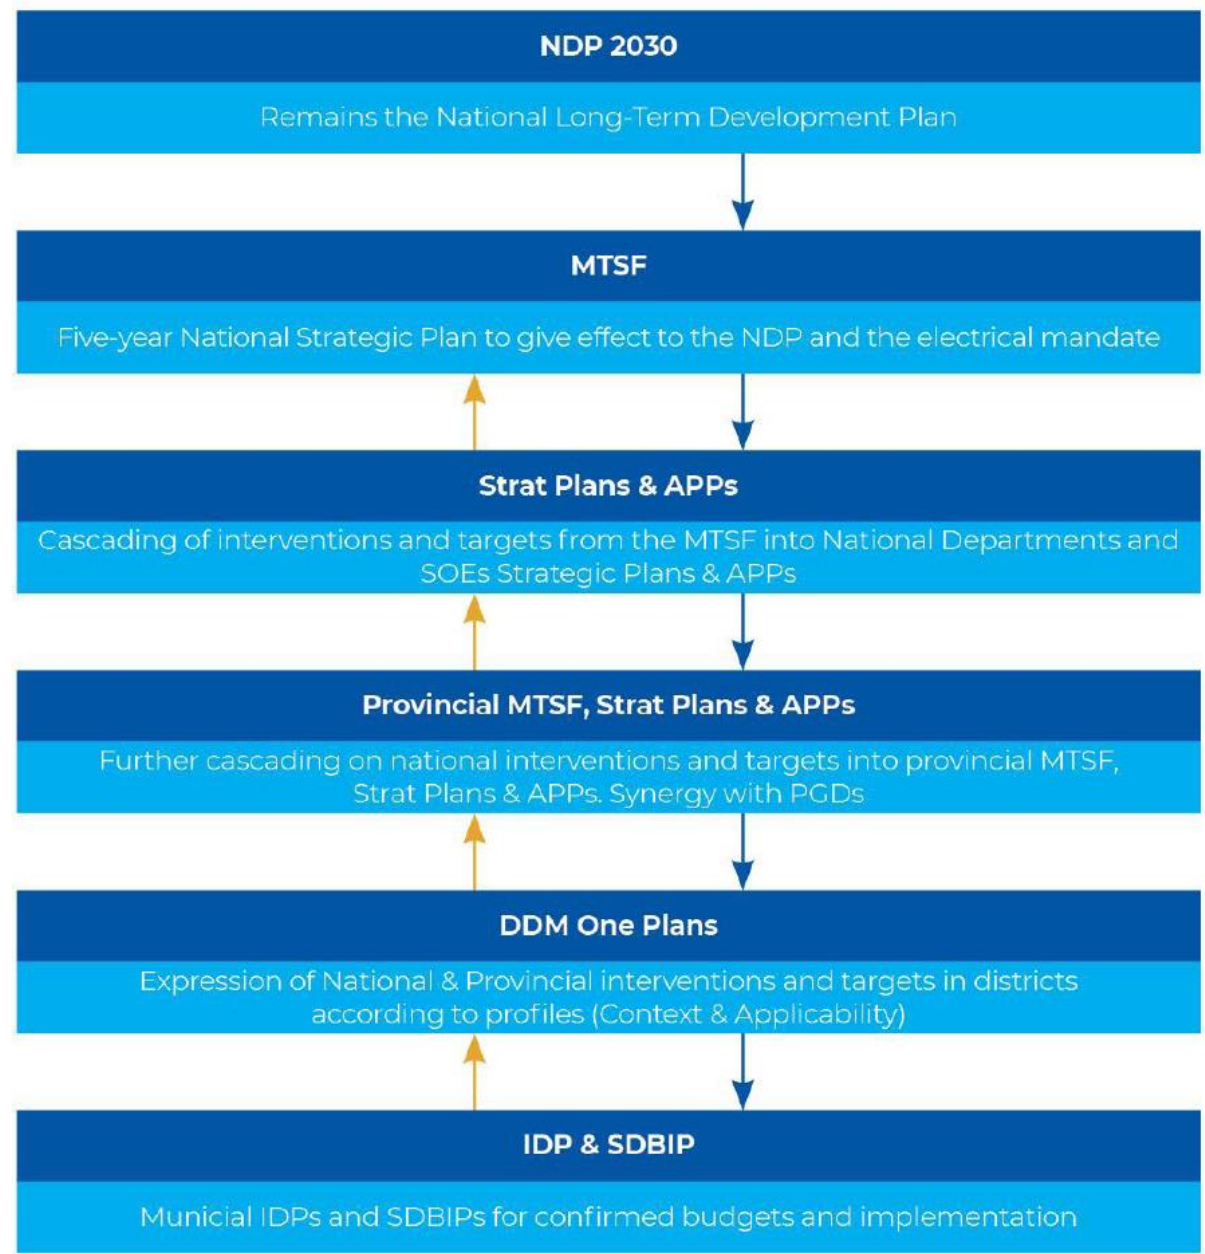 NDP 2030
Remains the National Long-Term Development Plan
MTSF
Five-year National Strategic Plan to give effect to the NDP and the electrical mandate
Strat Plans & APPs
Cascading of interventions and targets from the MTSF into National Departments and
SOEs Strategic Plans & APPs
Provincial MTSF, Strat Plans & APPs
Further cascading on national interventions and targets into provincial MTSF,
Strat Plans & APPs. Synergy with PGDs
DDM One Plans
Expression of National & Provincial interventions and targets in districts
according to profiles (Context & Applicability)
IDP & SDBIP
Municial IDPs and SDBIPs for confirmed budgets and implementation